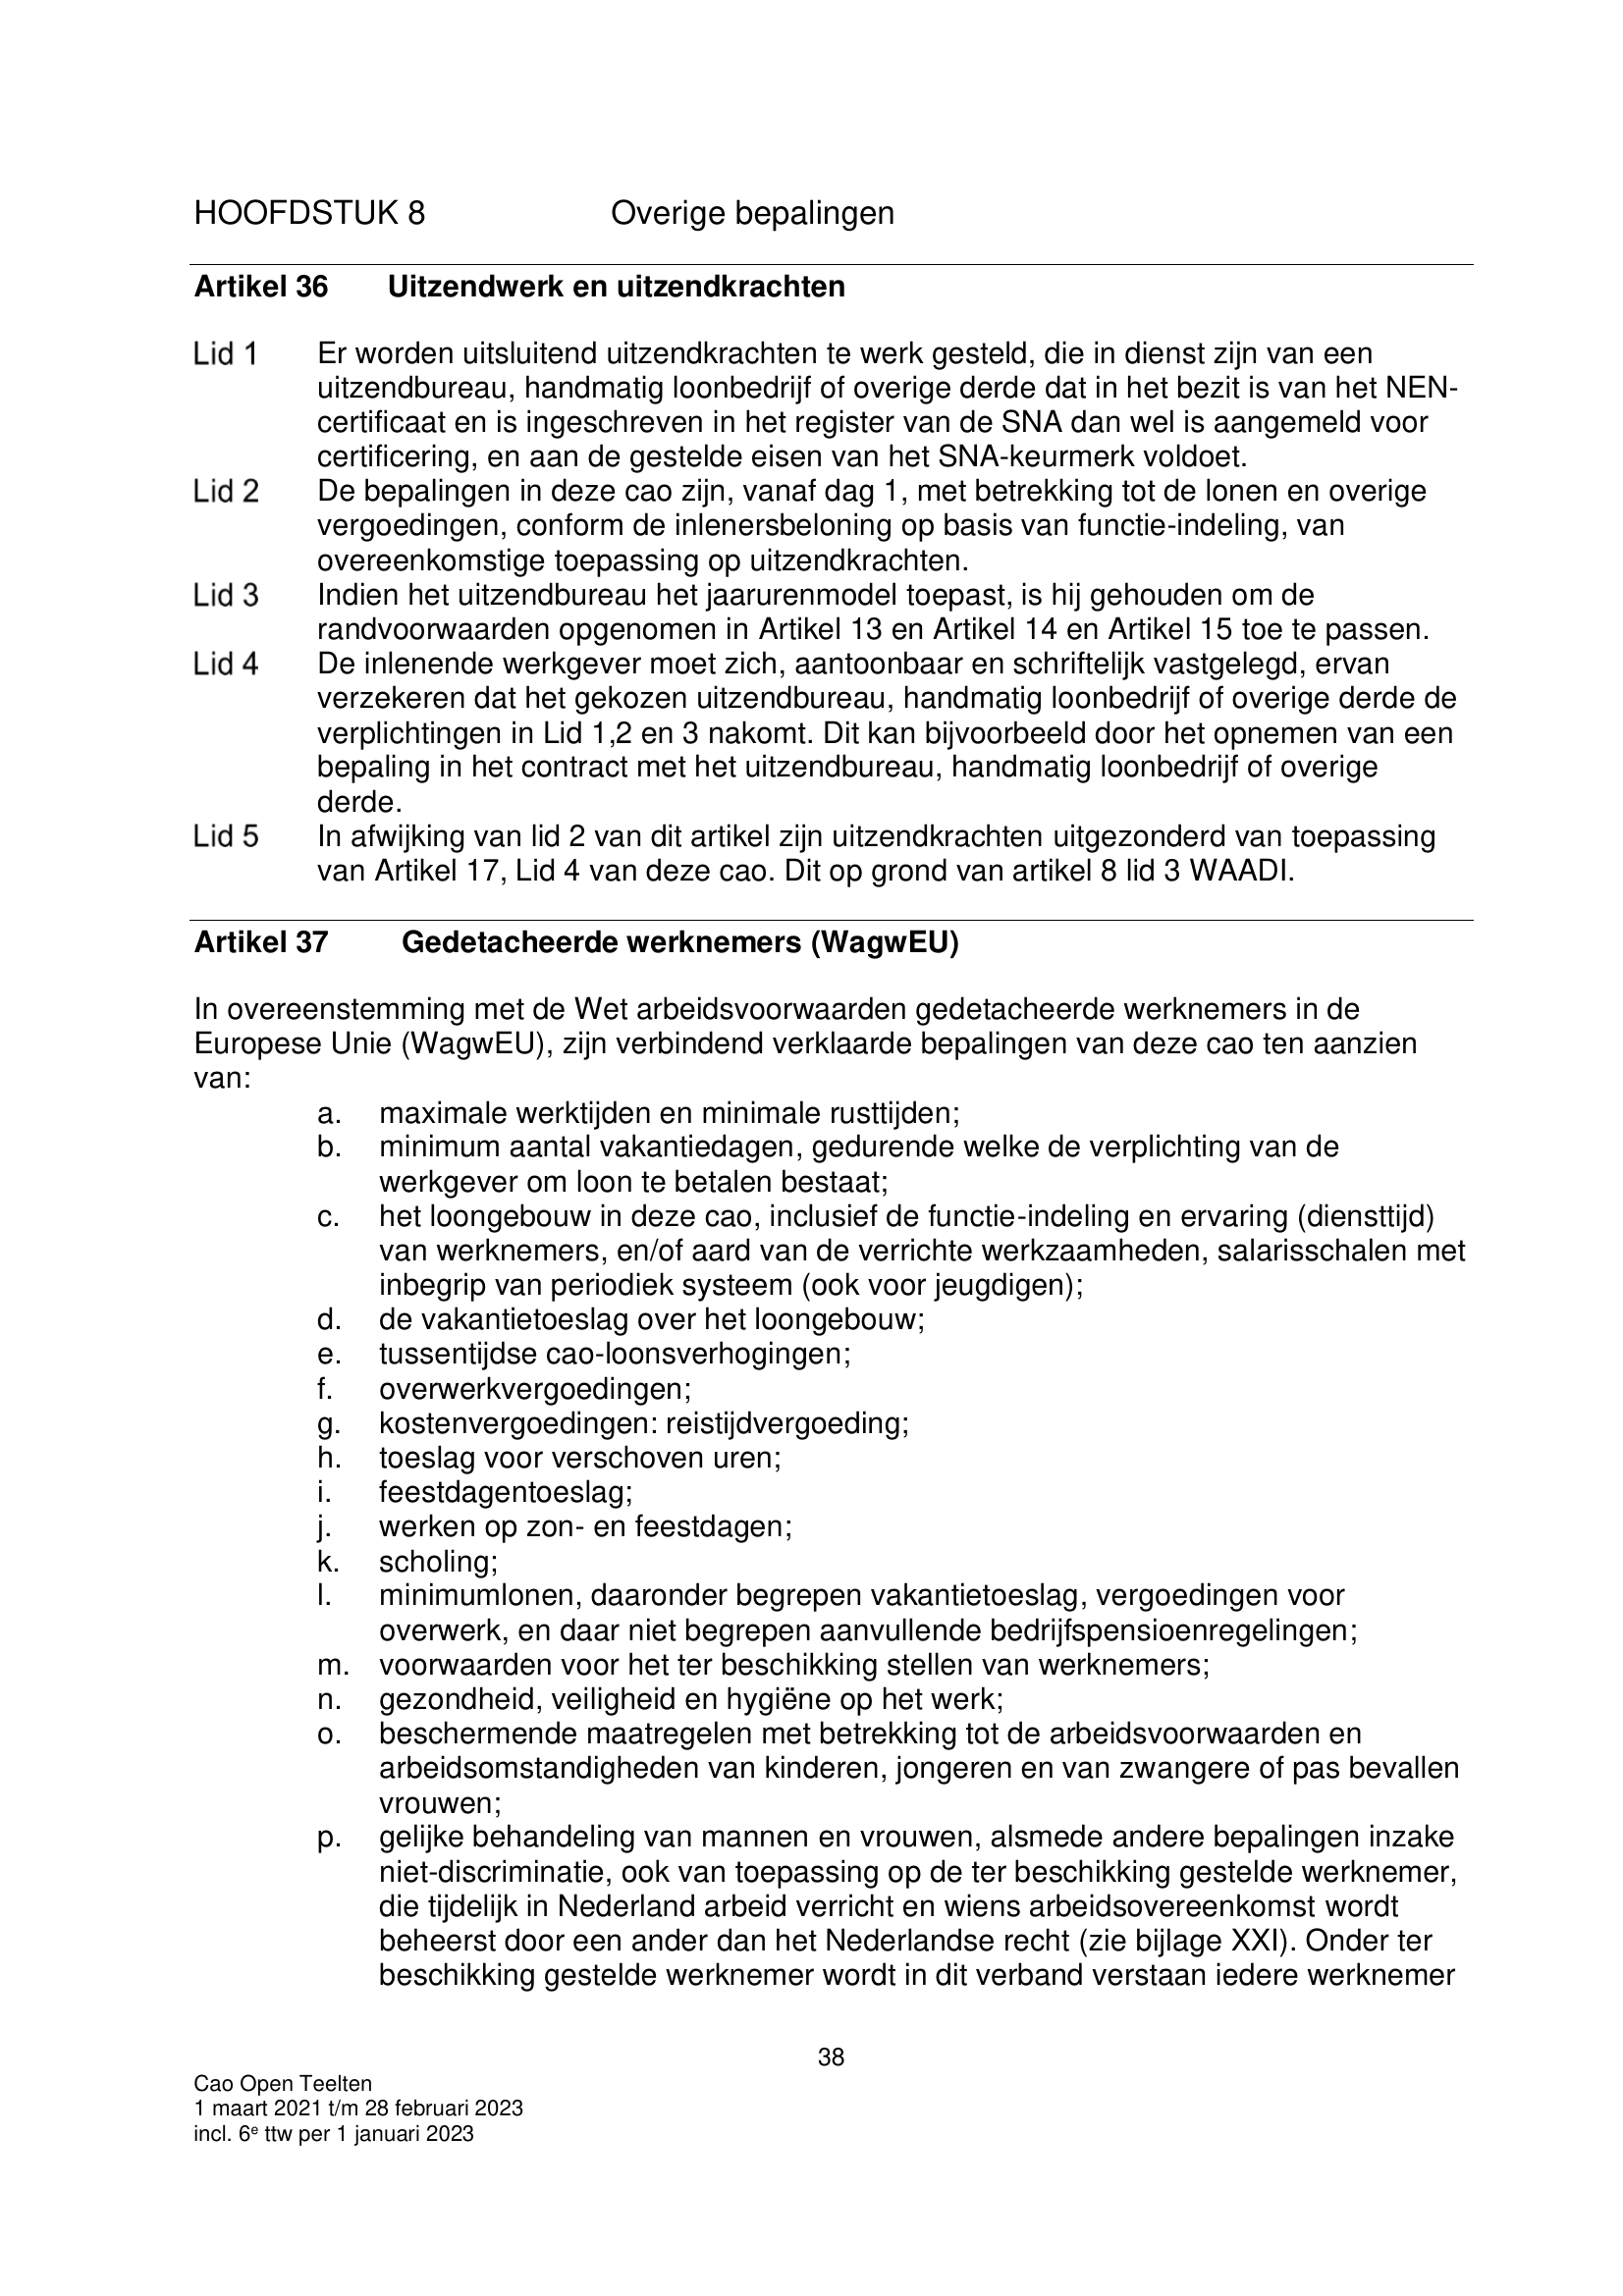 HOOFDSTUK 8 Overige bepalingen
Artikel 36 Uitzendwerk en uitzendkrachten
Lid 1 Er worden uitsluitend uitzendkrachten te werk gesteld, die in dienst zijn van een
uitzendbureau, handmatig loonbedrijf of overige derde dat in het bezit is van het NEN-
certificaat en is ingeschreven in het register van de SNA dan wel is aangemeld voor
certificering, en aan de gestelde eisen van het SNA-keurmerk voldoet.
Lid 2 De bepalingen in deze cao zijn, vanaf dag 1, met betrekking tot de lonen en overige
vergoedingen, conform de inlenersbeloning op basis van functie-indeling, van
overeenkomstige toepassing op uitzendkrachten.
Lid 3 Indien het uitzendbureau het jaarurenmodel toepast, is hij gehouden om de
randvoorwaarden opgenomen in Artikel 13 en Artikel 14 en Artikel 15 toe te passen.
Lid 4 De inlenende werkgever moet zich, aantoonbaar en schriftelijk vastgelegd, ervan
verzekeren dat het gekozen uitzendbureau, handmatig loonbedrijf of overige derde de
verplichtingen in Lid 1,2 en 3 nakomt. Dit kan bijvoorbeeld door het opnemen van een
bepaling in het contract met het uitzendbureau, handmatig loonbedrijf of overige
derde.
Lid 5 In afwijking van lid 2 van dit artikel zijn uitzendkrachten uitgezonderd van toepassing
van Artikel 17, Lid 4 van deze cao. Dit op grond van artikel 8 lid 3 WAADI.
Artikel 37 Gedetacheerde werknemers (WagwEU)
In overeenstemming met de Wet arbeidsvoorwaarden gedetacheerde werknemers in de
Europese Unie (WagwEU), zijn verbindend verklaarde bepalingen van deze cao ten aanzien
van:
a. maximale werktijden en minimale rusttijden;
b. minimum aantal vakantiedagen, gedurende welke de verplichting van de
werkgever om loon te betalen bestaat;
c. het loongebouw in deze cao, inclusief de functie-indeling en ervaring (diensttijd)
van werknemers, en/of aard van de verrichte werkzaamheden, salarisschalen met
inbegrip van periodiek systeem (ook voor jeugdigen);
d. de vakantietoeslag over het loongebouw;
e. tussentijdse cao-loonsverhogingen;
f. overwerkvergoedingen;
g. kostenvergoedingen: reistijdvergoeding;
h. toeslag voor verschoven uren;
i. feestdagentoeslag;
j. werken op zon- en feestdagen;
k. scholing;
l. minimumlonen, daaronder begrepen vakantietoeslag, vergoedingen voor
overwerk, en daar niet begrepen aanvullende bedrijfspensioenregelingen;
m. voorwaarden voor het ter beschikking stellen van werknemers;
n. gezondheid, veiligheid en hygiëne op het werk;
o. beschermende maatregelen met betrekking tot de arbeidsvoorwaarden en
arbeidsomstandigheden van kinderen, jongeren en van zwangere of pas bevallen
vrouwen;
p. gelijke behandeling van mannen en vrouwen, alsmede andere bepalingen inzake
niet-discriminatie, ook van toepassing op de ter beschikking gestelde werknemer,
die tijdelijk in Nederland arbeid verricht en wiens arbeidsovereenkomst wordt
beheerst door een ander dan het Nederlandse recht (zie bijlage XXI). Onder ter
beschikking gestelde werknemer wordt in dit verband verstaan iedere werknemer
38
Cao Open Teelten
1 maart 2021 t/m 28 februari 2023
incl. 6e ttw per 1 januari 2023